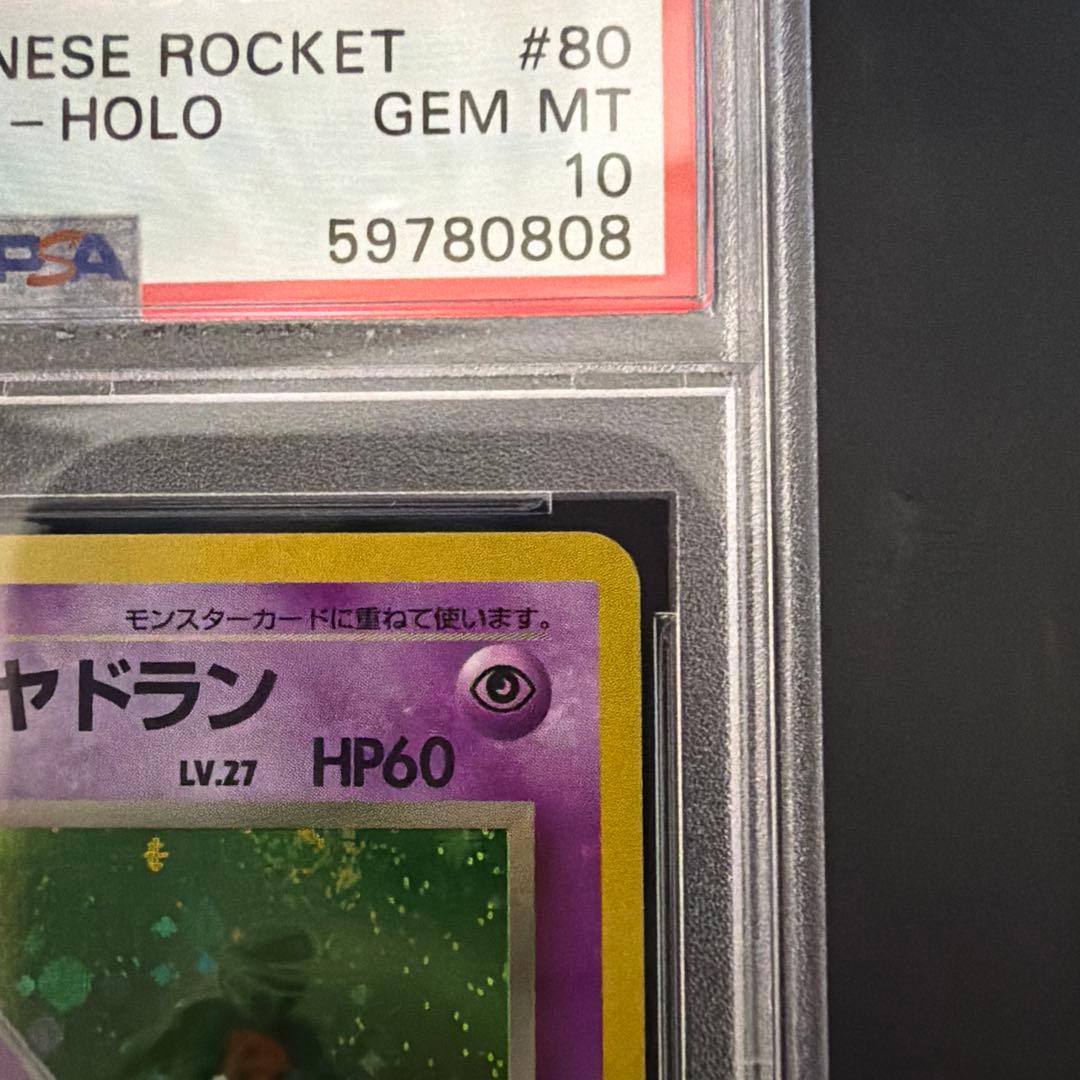 NESE ROCKET #80
–HOLO GEM MT
10
PSA 59780808
モンスターカードに重ねて使います。
ヤドラン
LV.27 HP60